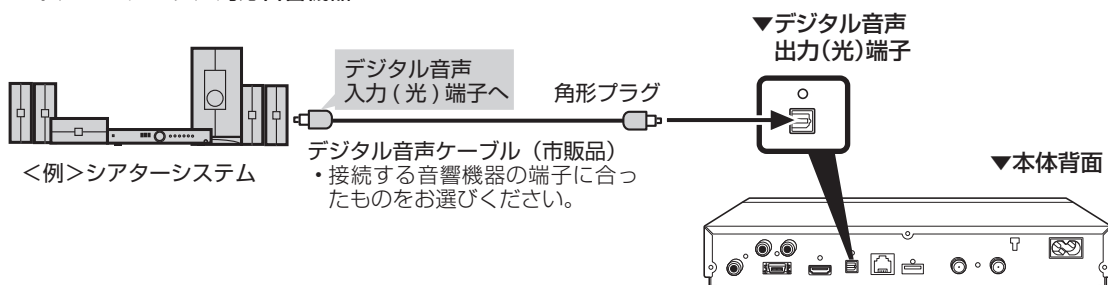 ▼デジタル音声
出力(光)端子
デジタル音声
入力(光)端子へ
角形プラグ
デジタル音声ケーブル（市販品）
・接続する音響機器の端子に合っ
たものをお選びください。
＜例＞シアターシステム
▼本体背面